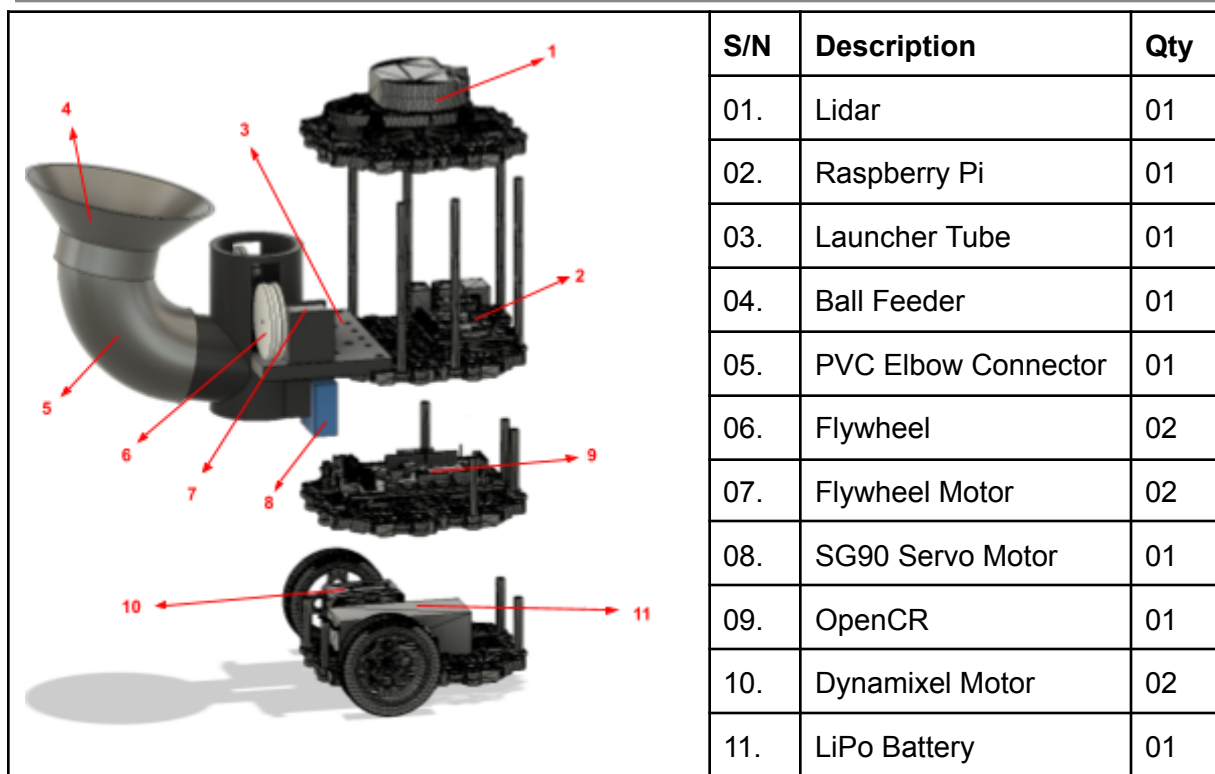 S/N Description Qty
01. Lidar 01
02. Raspberry Pi 01
03. Launcher Tube 01
04. Ball Feeder 01
05. PVC Elbow Connector 01
06. Flywheel 02
07. Flywheel Motor 02
08. SG90 Servo Motor 01
09. OpenCR 01
10. Dynamixel Motor 02
11. LiPo Battery 01
1
4
3
2
5
6
7
8
9
10
11